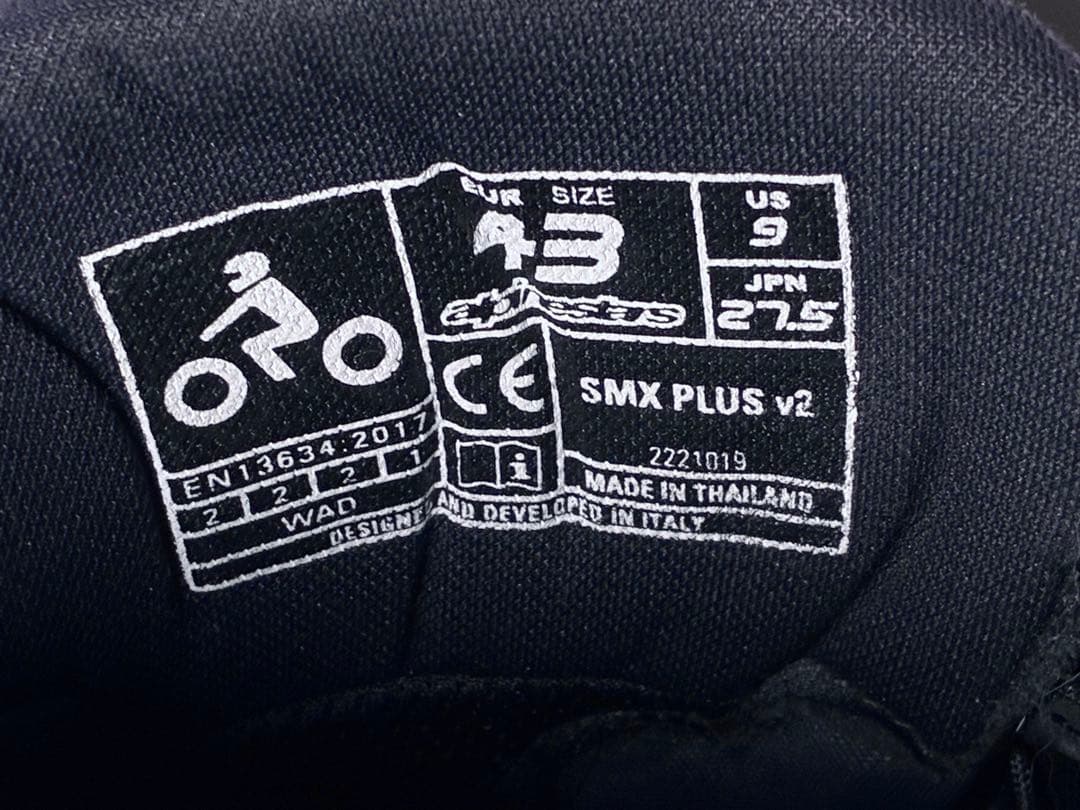 EUR SIZE
43
alpinestars
US
9
JPN
27.5
CE
SMX PLUS v2
2221019
EN13634:2017
2 2 2 1
WAD
MADE IN THAILAND
DESIGNED AND DEVELOPED IN ITALY